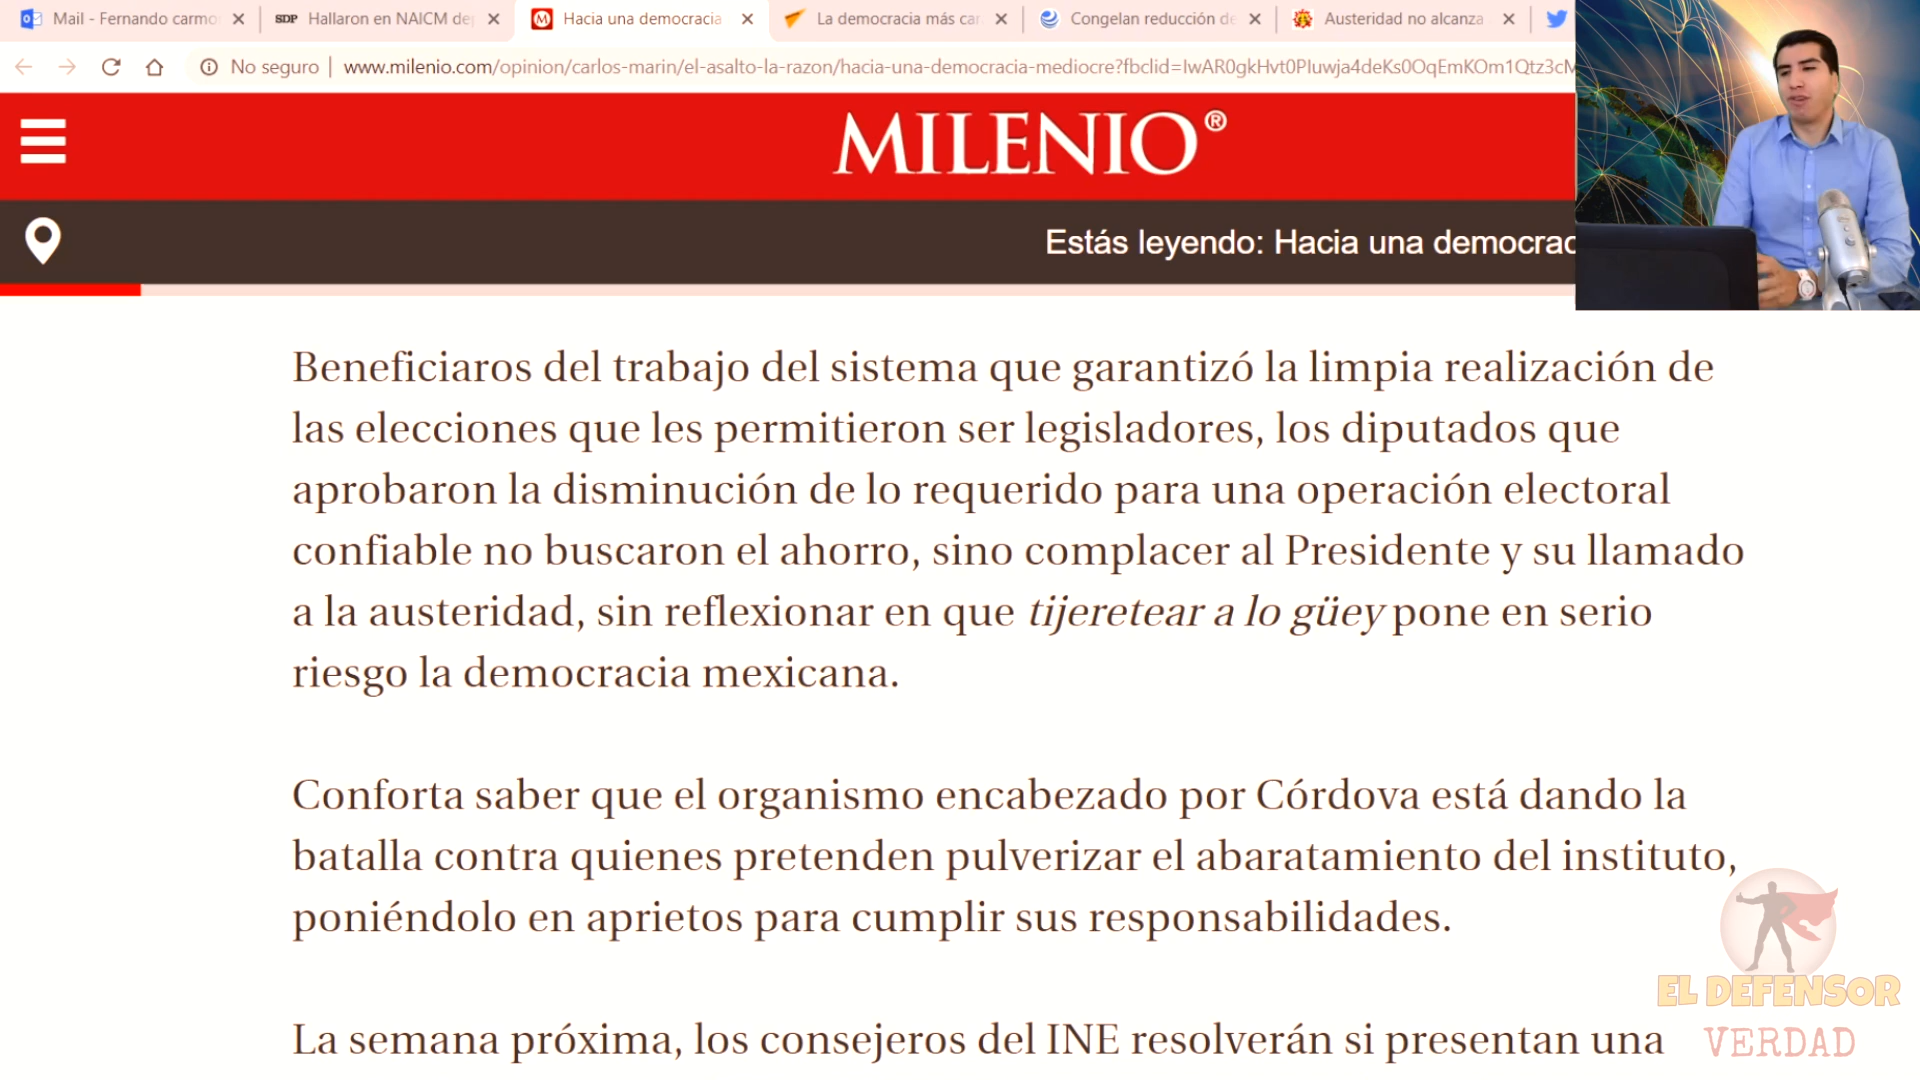 Mail - Fernando carmo
SDP Hallaron en NAICM de
Hacia una democracia
La democracia más car
Congelan reducción de
Austeridad no alcanza
No seguro | www.milenio.com/opinion/carlos-marin/el-asalto-la-razon/hacia-una-democracia-mediocre?fbclid=IwAR0gkHvt0PIuwja4deKs0OqEmKOm1Qtz3cM
MILENIO®
Estás leyendo: Hacia una democrac
Beneficiaros del trabajo del sistema que garantizó la limpia realización de
las elecciones que les permitieron ser legisladores, los diputados que
aprobaron la disminución de lo requerido para una operación electoral
confiable no buscaron el ahorro, sino complacer al Presidente y su llamado
a la austeridad, sin reflexionar en que tijeretear a lo güey pone en serio
riesgo la democracia mexicana.
Conforta saber que el organismo encabezado por Córdova está dando la
batalla contra quienes pretenden pulverizar el abaratamiento del instituto,
poniéndolo en aprietos para cumplir sus responsabilidades.
La semana próxima, los consejeros del INE resolverán si presentan una
EL DEFENSOR
VERDAD